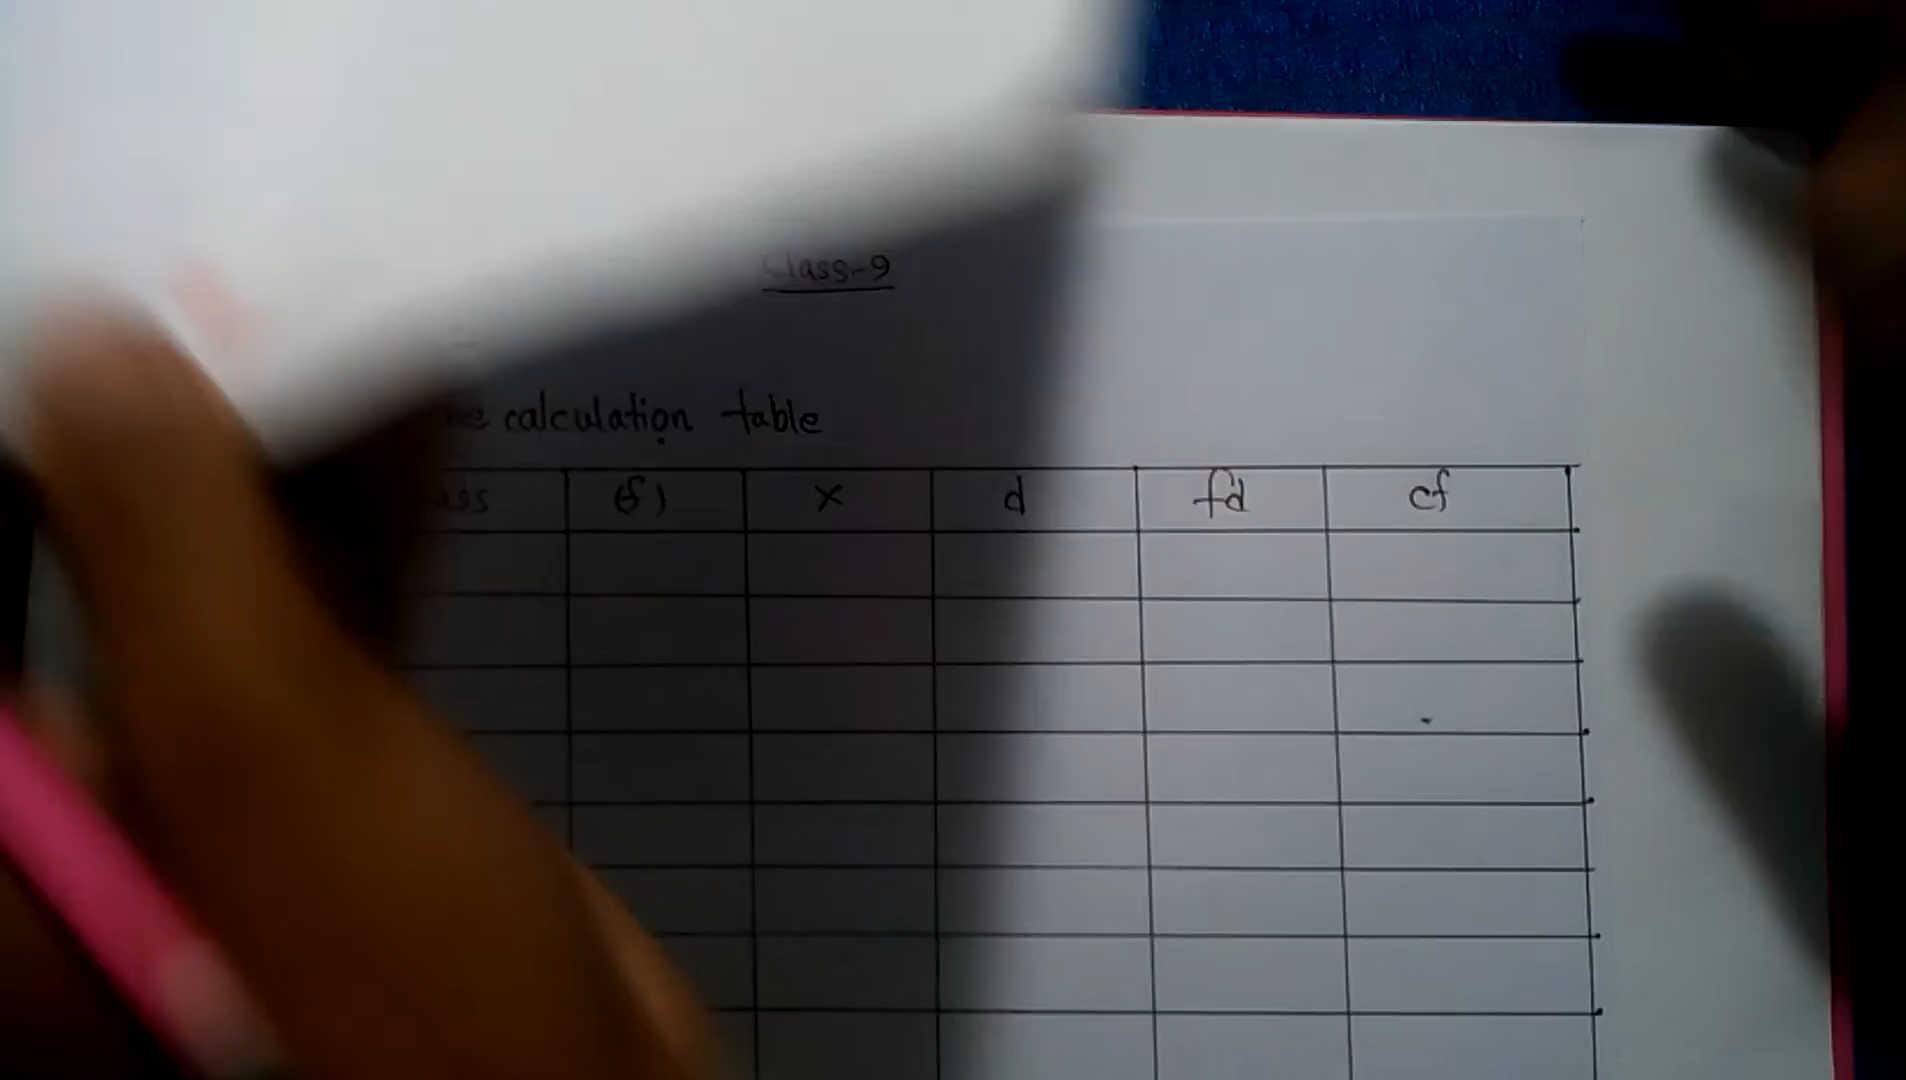 Class-9
calculation table
(f) x d fd cf